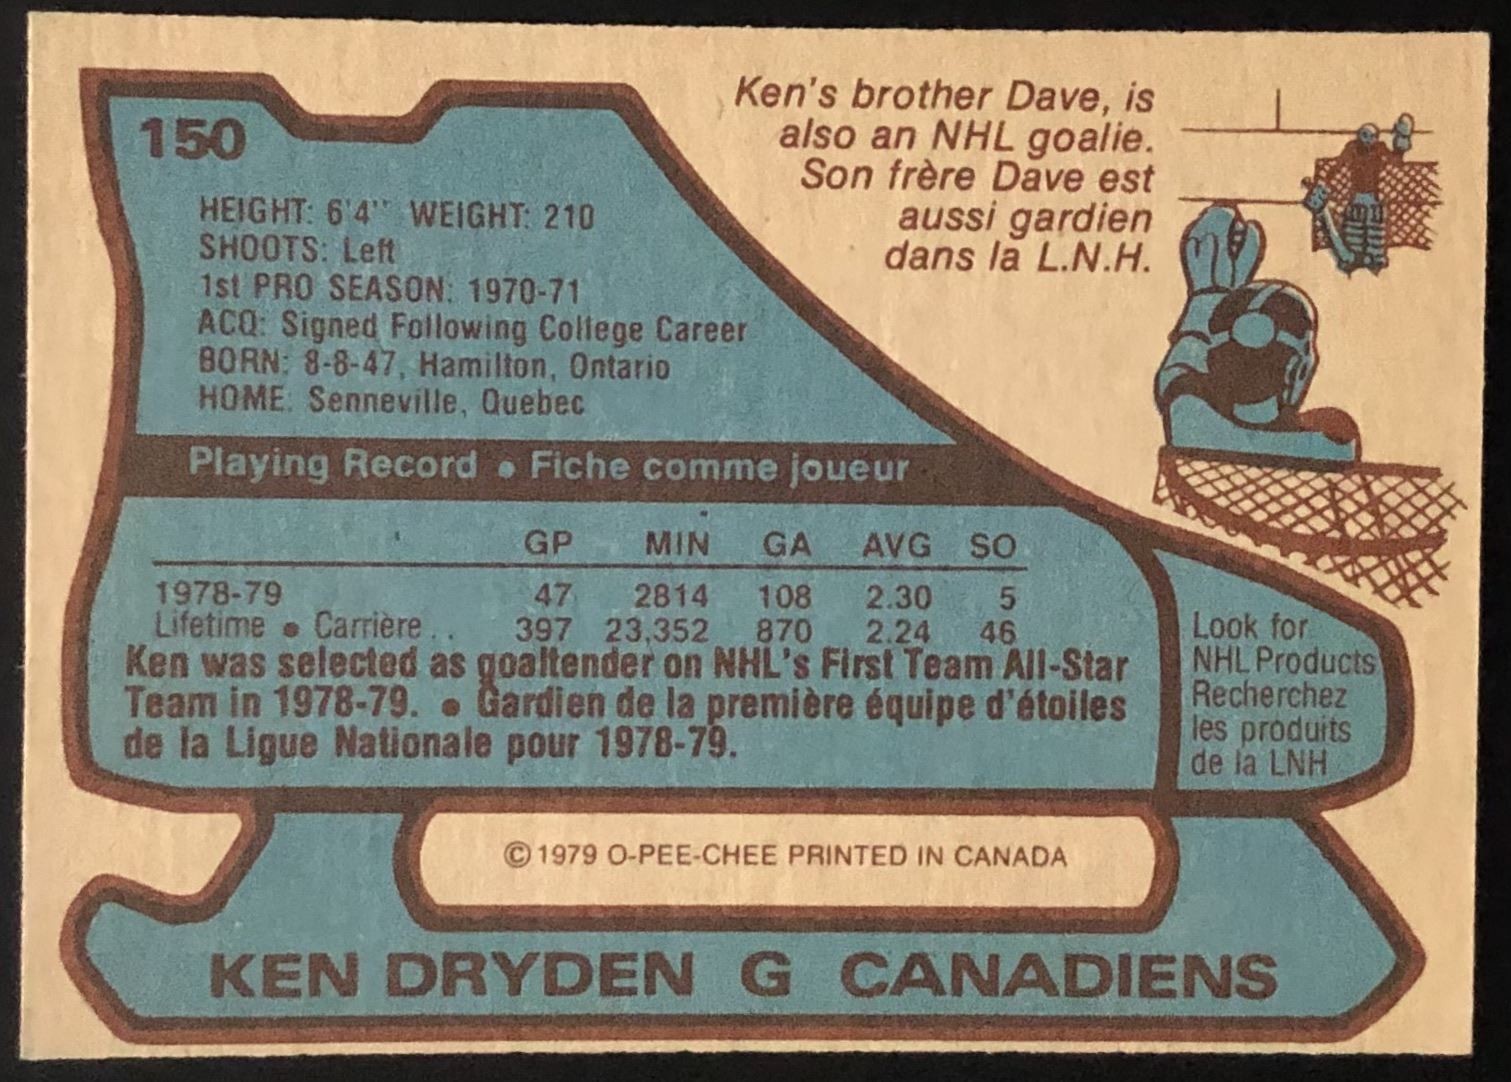 150
Ken's brother Dave, is
also an NHL goalie.
Son frère Dave est
aussi gardien
dans la L.N.H.
HEIGHT: 6'4" WEIGHT: 210
SHOOTS: Left
1st PRO SEASON: 1970-71
ACQ: Signed Following College Career
BORN: 8-8-47, Hamilton, Ontario
HOME: Senneville, Quebec
Playing Record • Fiche comme joueur
GP MIN GA AVG SO
1978-79 47 2814 108 2.30 5
Lifetime • Carrière .. 397 23,352 870 2.24 46
Ken was selected as goaltender on NHL's First Team All-Star
Team in 1978-79. • Gardien de la première équipe d'étoiles
de la Ligue Nationale pour 1978-79.
Look for
NHL Products
Recherchez
les produits
de la LNH
© 1979 O-PEE-CHEE PRINTED IN CANADA
KEN DRYDEN G CANADIENS